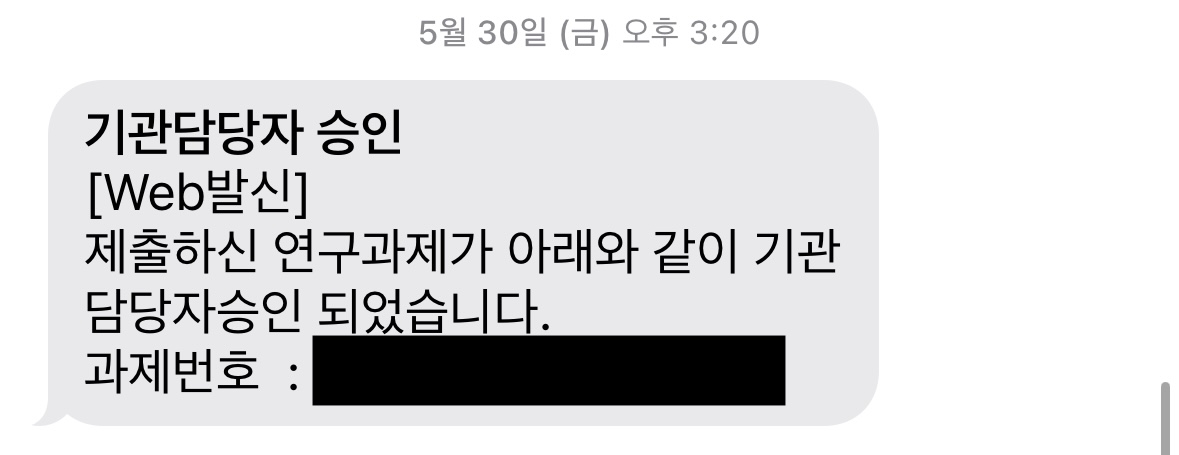 5월 30일 (금) 오후 3:20
기관담당자 승인
[Web발신]
제출하신 연구과제가 아래와 같이 기관
담당자승인 되었습니다.
과제번호  :